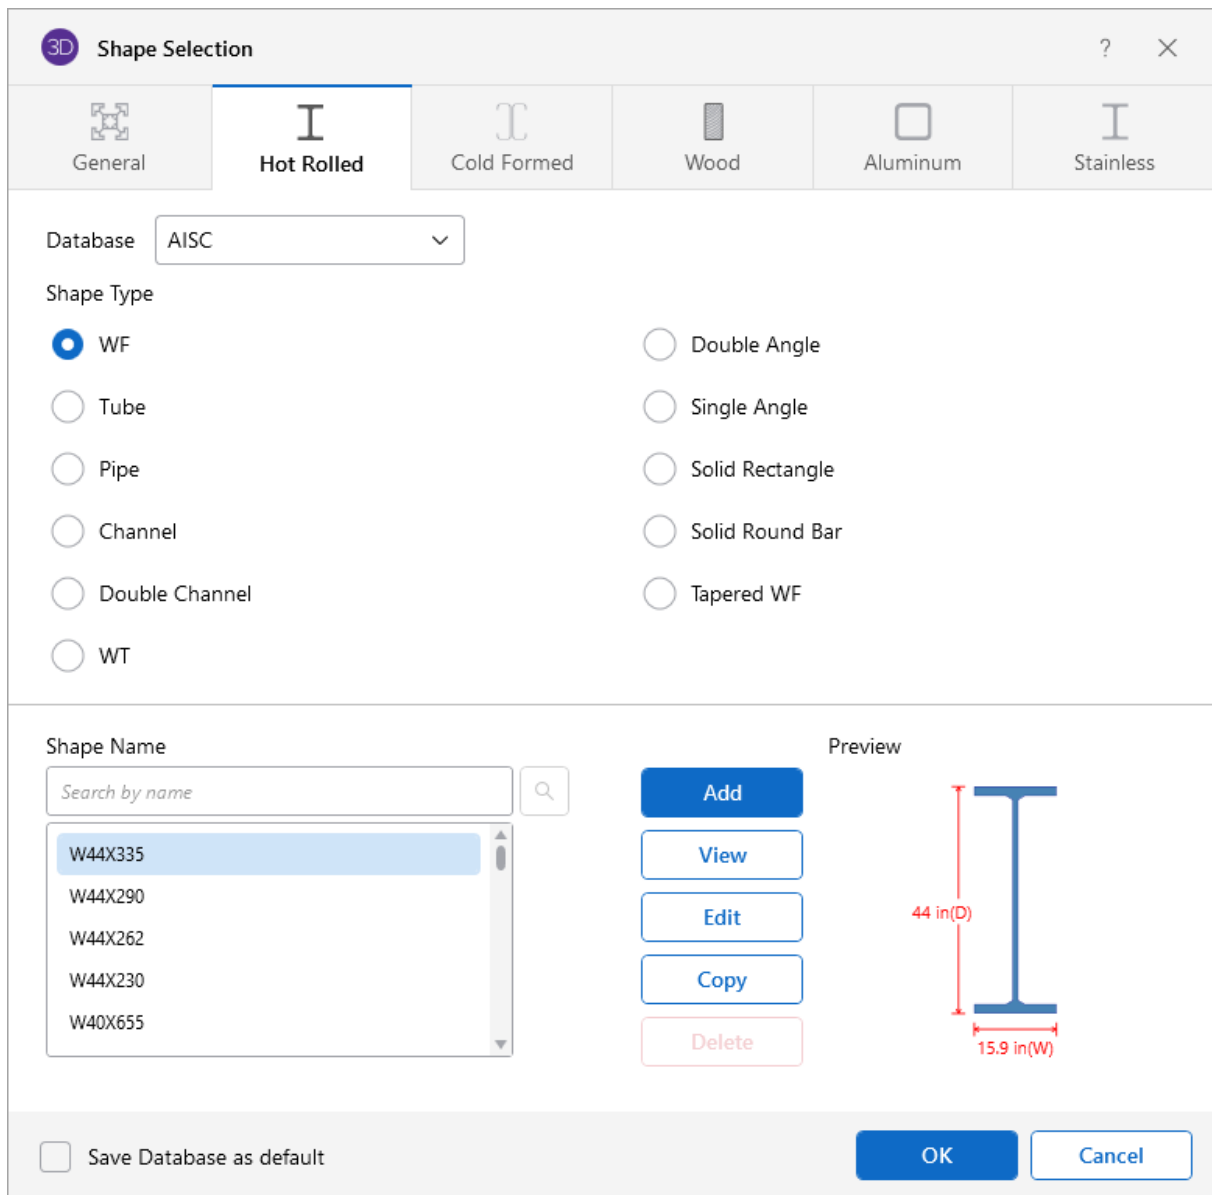 3D Shape Selection ?
General Hot Rolled Cold Formed Wood Aluminum Stainless
Database AISC
Shape Type
WF Double Angle
Tube Single Angle
Pipe Solid Rectangle
Channel Solid Round Bar
Double Channel Tapered WF
WT
Shape Name Preview
Search by name
Add
W44X335
View
W44X290
Edit
44 in(D)
W44X262
W44X230
Copy
W40X655
Delete
15.9 in(W)
Save Database as default OK Cancel